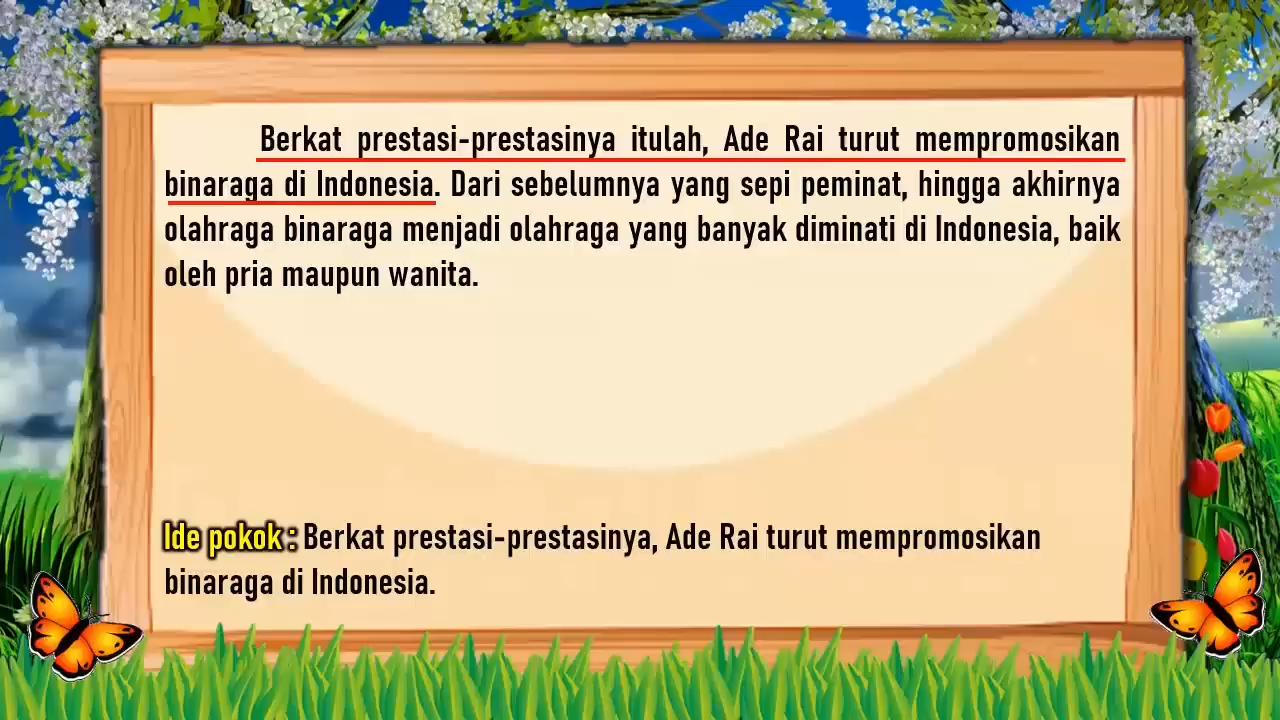 Berkat prestasi-prestasinya itulah, Ade Rai turut mempromosikan
binaraga di Indonesia. Dari sebelumnya yang sepi peminat, hingga akhirnya
olahraga binaraga menjadi olahraga yang banyak diminati di Indonesia, baik
oleh pria maupun wanita.
Ide pokok : Berkat prestasi-prestasinya, Ade Rai turut mempromosikan
binaraga di Indonesia.